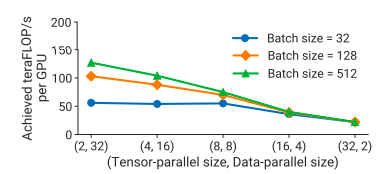 Achieved teraFLOP/s
per GPU
200
150
100
50
0
Batch size = 32
Batch size = 128
Batch size = 512
(2, 32)
(4, 16)
(8, 8)
(16, 4)
(32, 2)
(Tensor-parallel size, Data-parallel size)